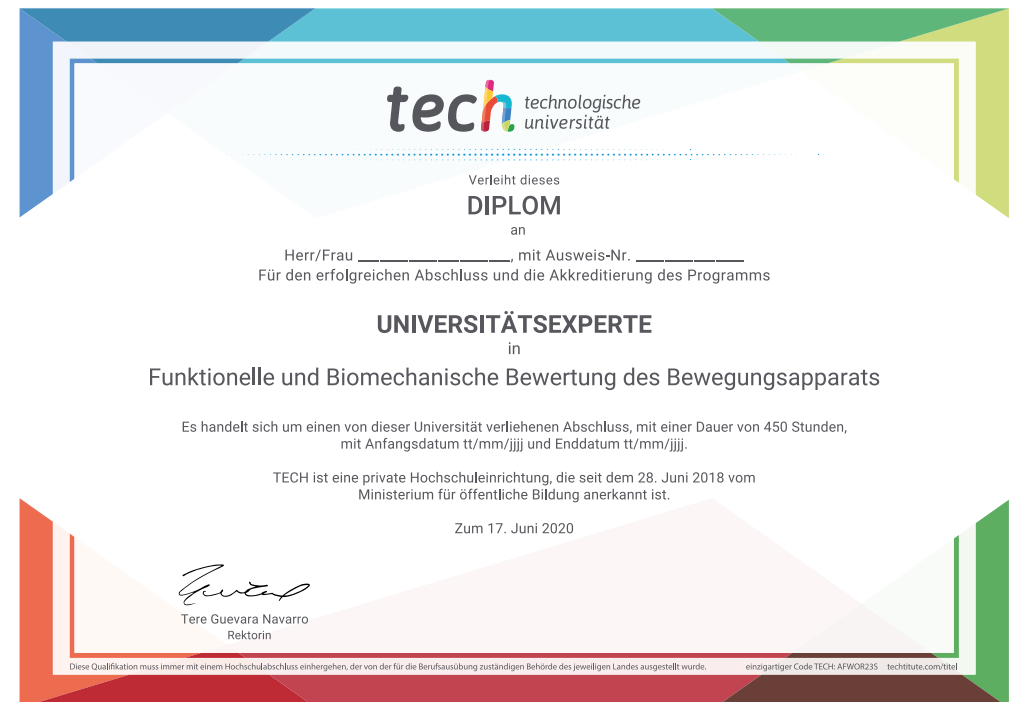 tech technologische
universität
Verleiht dieses
DIPLOM
an
Herr/Frau ____________________, mit Ausweis-Nr. ______________
Für den erfolgreichen Abschluss und die Akkreditierung des Programms
UNIVERSITÄTSEXPERTE
in
Funktionelle und Biomechanische Bewertung des Bewegungsapparats
Es handelt sich um einen von dieser Universität verliehenen Abschluss, mit einer Dauer von 450 Stunden,
mit Anfangsdatum tt/mm/jjjj und Enddatum tt/mm/jjjj.
TECH ist eine private Hochschuleinrichtung, die seit dem 28. Juni 2018 vom
Ministerium für öffentliche Bildung anerkannt ist.
Zum 17. Juni 2020
Tere Guevara Navarro
Rektorin
Diese Qualifikation muss immer mit einem Hochschulabschluss einhergehen, der von der für die Berufsausübung zuständigen Behörde des jeweiligen Landes ausgestellt wurde. einzigartiger Code TECH: AFWOR23S techtitute.com/titel